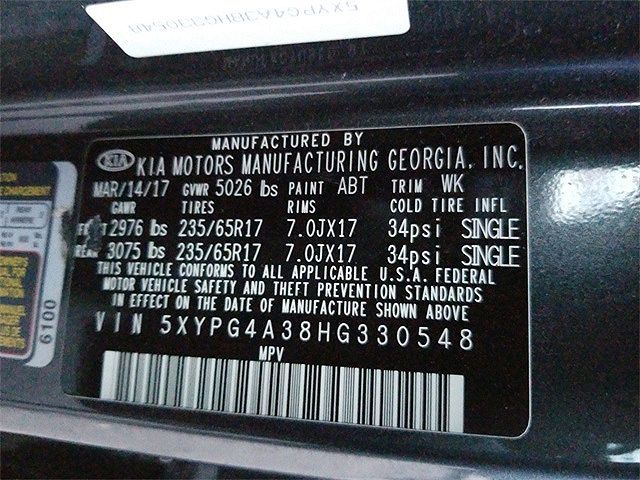 5XYPG4A38HG330548
MANUFACTURED BY
KIA KIA MOTORS MANUFACTURING GEORGIA, INC.
MAR/14/17 GVWR 5026 lbs PAINT ABT TRIM WK
GAWR TIRES RIMS COLD TIRE INFL
2976 lbs 235/65R17 7.0JX17 34psi SINGLE
REAR 3075 lbs 235/65R17 7.0JX17 34psi SINGLE
THIS VEHICLE CONFORMS TO ALL APPLICABLE U.S.A. FEDERAL
MOTOR VEHICLE SAFETY AND THEFT PREVENTION STANDARDS
IN EFFECT ON THE DATE OF MANUFACTURE SHOWN ABOVE
VIN 5XYPG4A38HG330548
MPV
6100